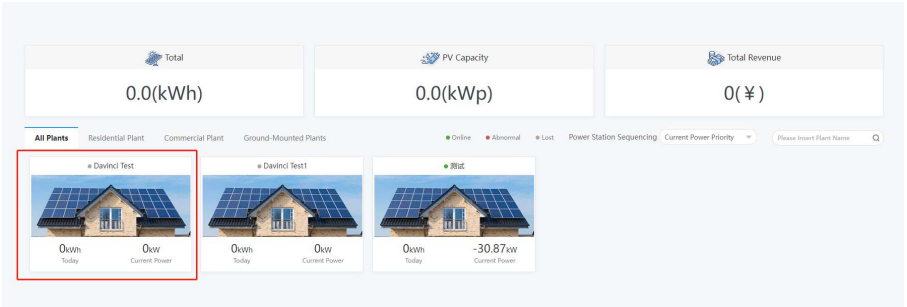 Total
PV Capacity
Total Revenue
0.0(kWh)
0.0(kWp)
0(¥)
All Plants Residential Plant Commercial Plant Ground-Mounted Plants Online Abnormal Lost Power Station Sequencing Current Power Priority Please Insert Plant Name
Davinci Test
0kWh 0kW
Today Current Power
Davinci Test1
0kWh 0kW
Today Current Power
测试
0kWh -30.87kW
Today Current Power